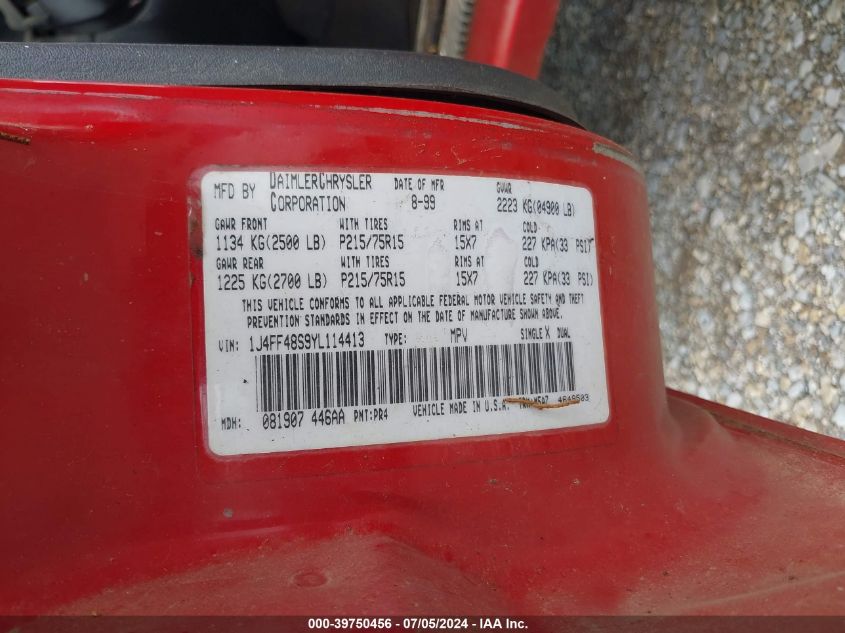 MFD BY DAIMLERCHRYSLER CORPORATION DATE OF MFR 8-99 GVWR 2223 KG(04900 LB)
GAWR FRONT WITH TIRES RIMS AT COLD
1134 KG(2500 LB) P215/75R15 15X7 227 KPA(33 PSI)
GAWR REAR WITH TIRES RIMS AT COLD
1225 KG(2700 LB) P215/75R15 15X7 227 KPA(33 PSI)
THIS VEHICLE CONFORMS TO ALL APPLICABLE FEDERAL MOTOR VEHICLE SAFETY AND THEFT
PREVENTION STANDARDS IN EFFECT ON THE DATE OF MANUFACTURE SHOWN ABOVE.
VIN: 1J4FF48S9YL114413 TYPE: MPV SINGLE X DUAL
MDH: 081907 446AA PNT:PR4 VEHICLE MADE IN U.S.A.
000-39750456 - 07/05/2024 - IAA, Inc.